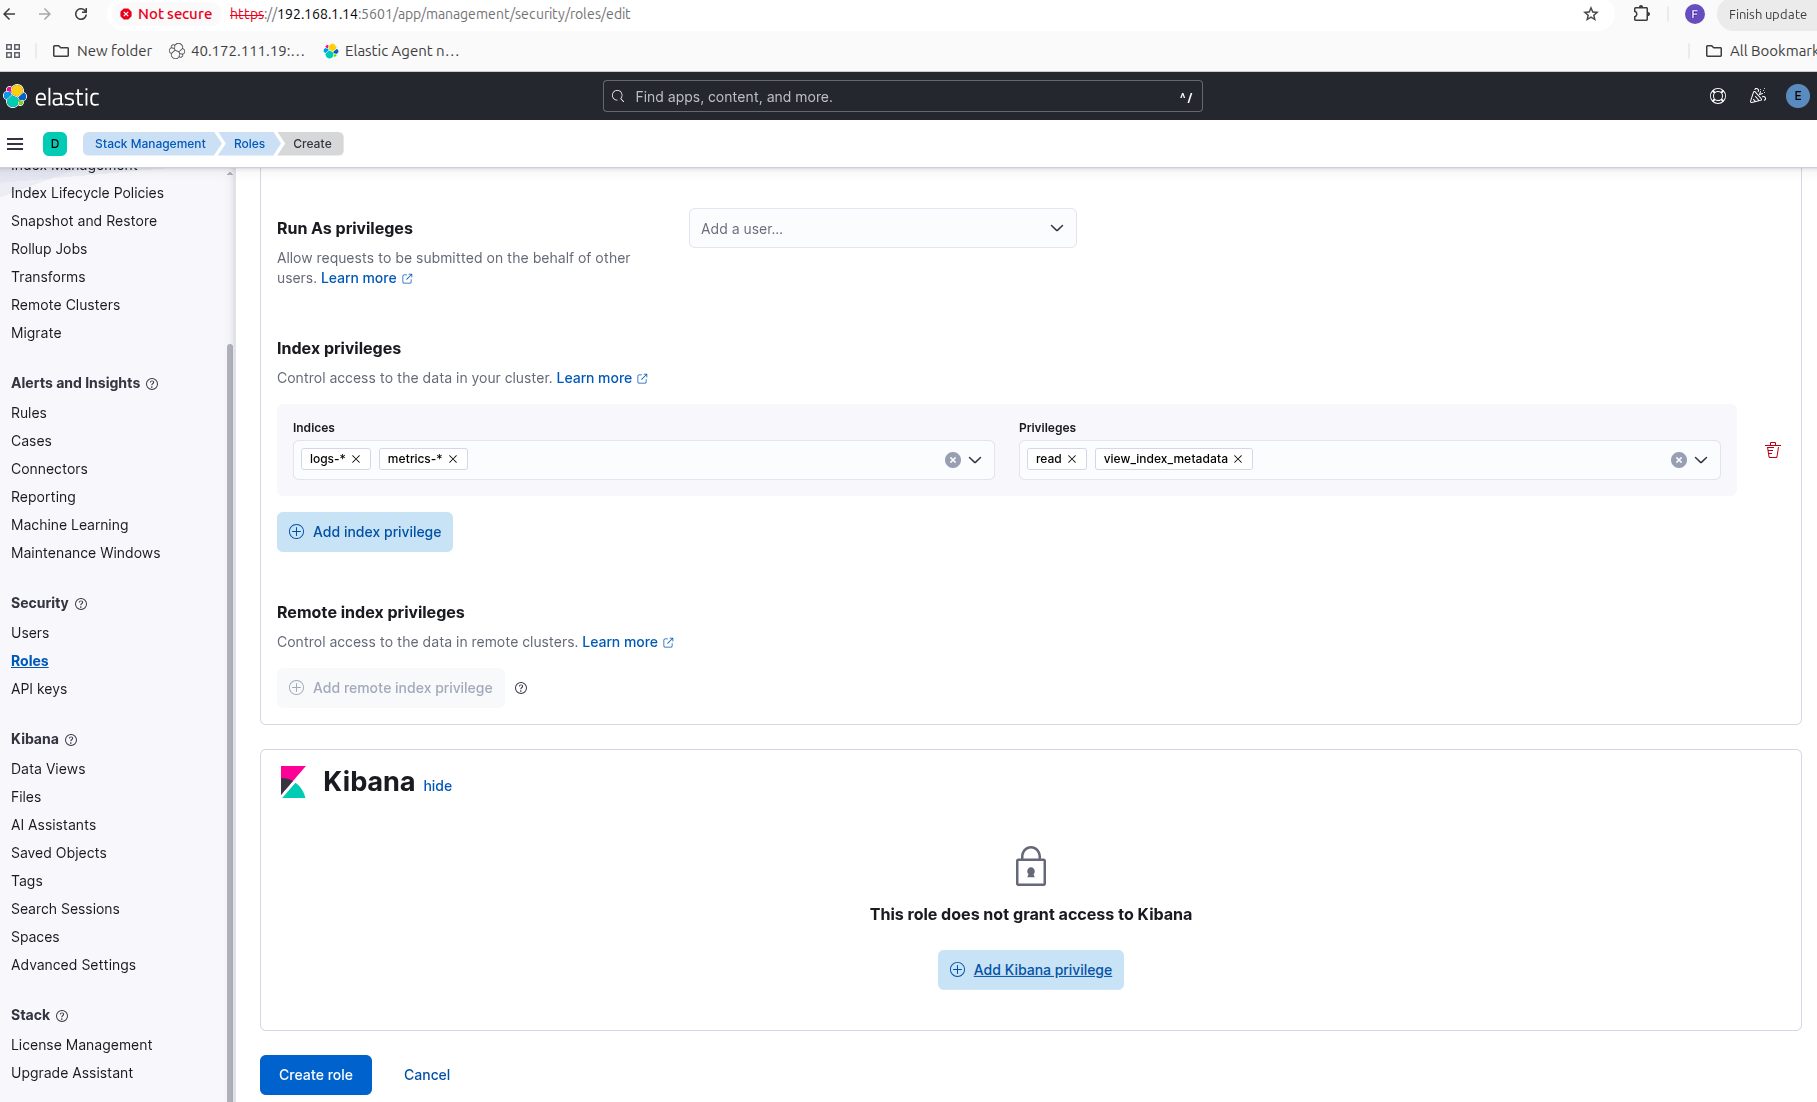 Not secure https://192.168.1.14:5601/app/management/security/roles/edit F Finish update
New folder 40.172.111.19:... Elastic Agent n... All Bookmark
elastic Find apps, content, and more. ^/ E
D Stack Management Roles Create
Index Management
Index Lifecycle Policies
Snapshot and Restore
Rollup Jobs
Transforms
Remote Clusters
Migrate
Alerts and Insights
Rules
Cases
Connectors
Reporting
Machine Learning
Maintenance Windows
Security
Users
Roles
API keys
Kibana
Data Views
Files
AI Assistants
Saved Objects
Tags
Search Sessions
Spaces
Advanced Settings
Stack
License Management
Upgrade Assistant
Run As privileges
Allow requests to be submitted on the behalf of other
users. Learn more
Add a user...
Index privileges
Control access to the data in your cluster. Learn more
Indices
logs-* metrics-*
Privileges
read view_index_metadata
Add index privilege
Remote index privileges
Control access to the data in remote clusters. Learn more
Add remote index privilege
Kibana hide
This role does not grant access to Kibana
Add Kibana privilege
Create role Cancel